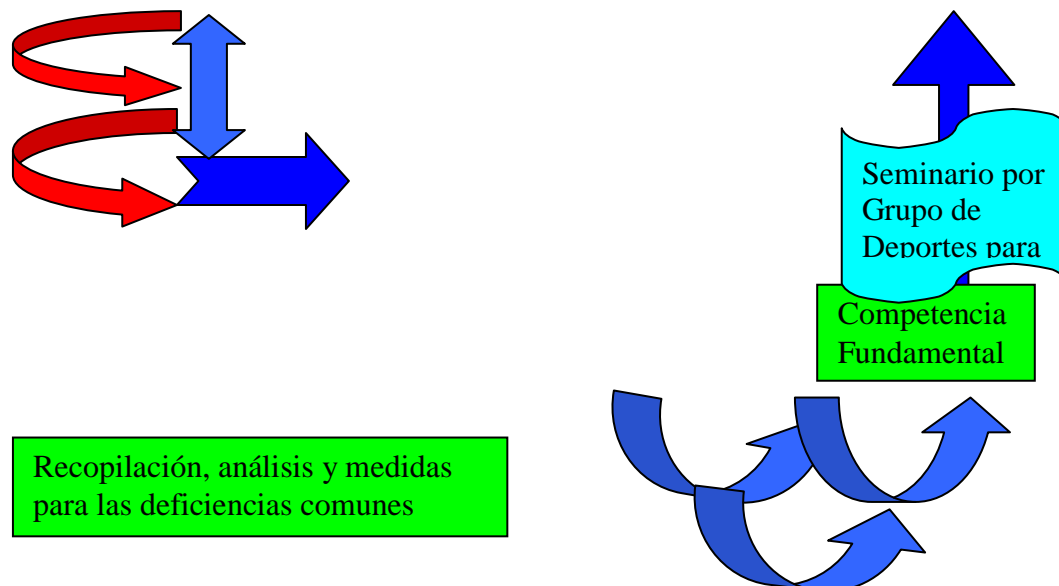 Seminario por
Grupo de
Deportes para
Competencia
Fundamental
Recopilación, análisis y medidas
para las deficiencias comunes